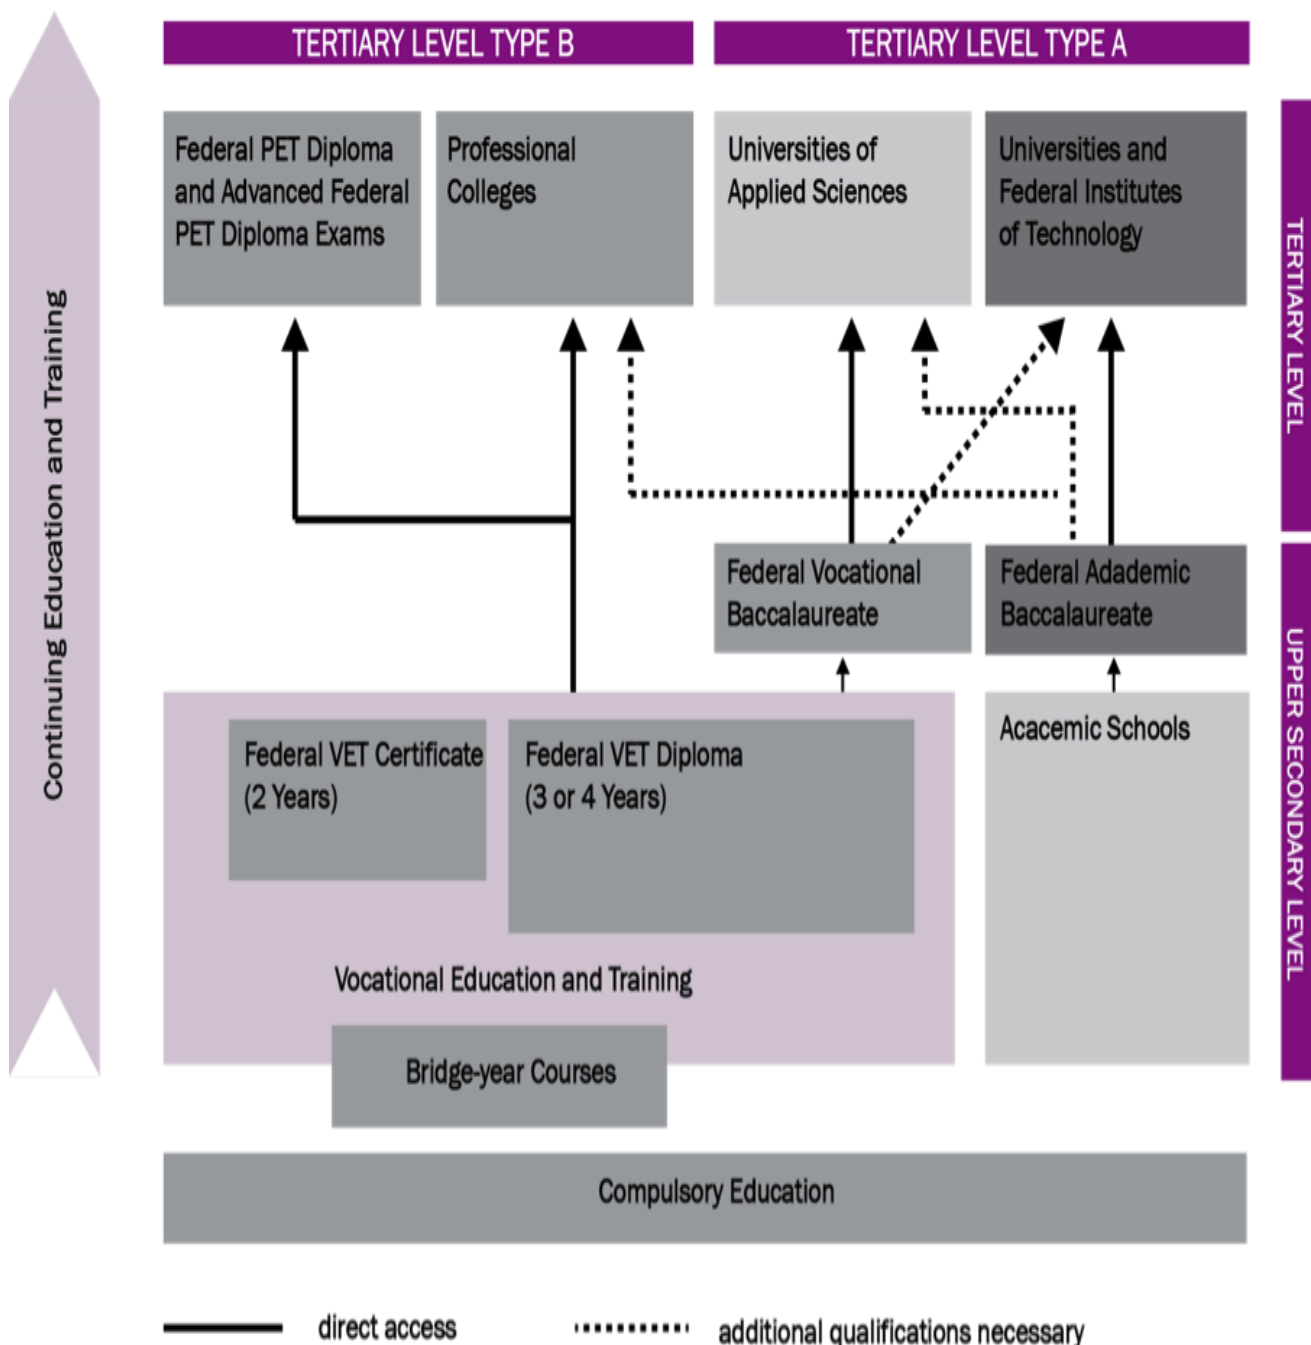 TERTIARY LEVEL TYPE B
TERTIARY LEVEL TYPE A
Federal PET Diploma
and Advanced Federal
PET Diploma Exams
Professional
Colleges
Universities of
Applied Sciences
Universities and
Federal Institutes
of Technology
TERTIARY LEVEL
Continuing Education and Training
Federal Vocational
Baccalaureate
Federal Adademic
Baccalaureate
UPPER SECONDARY LEVEL
Federal VET Certificate
(2 Years)
Federal VET Diploma
(3 or 4 Years)
Acacemic Schools
Vocational Education and Training
Bridge-year Courses
Compulsory Education
direct access
additional qualifications necessary